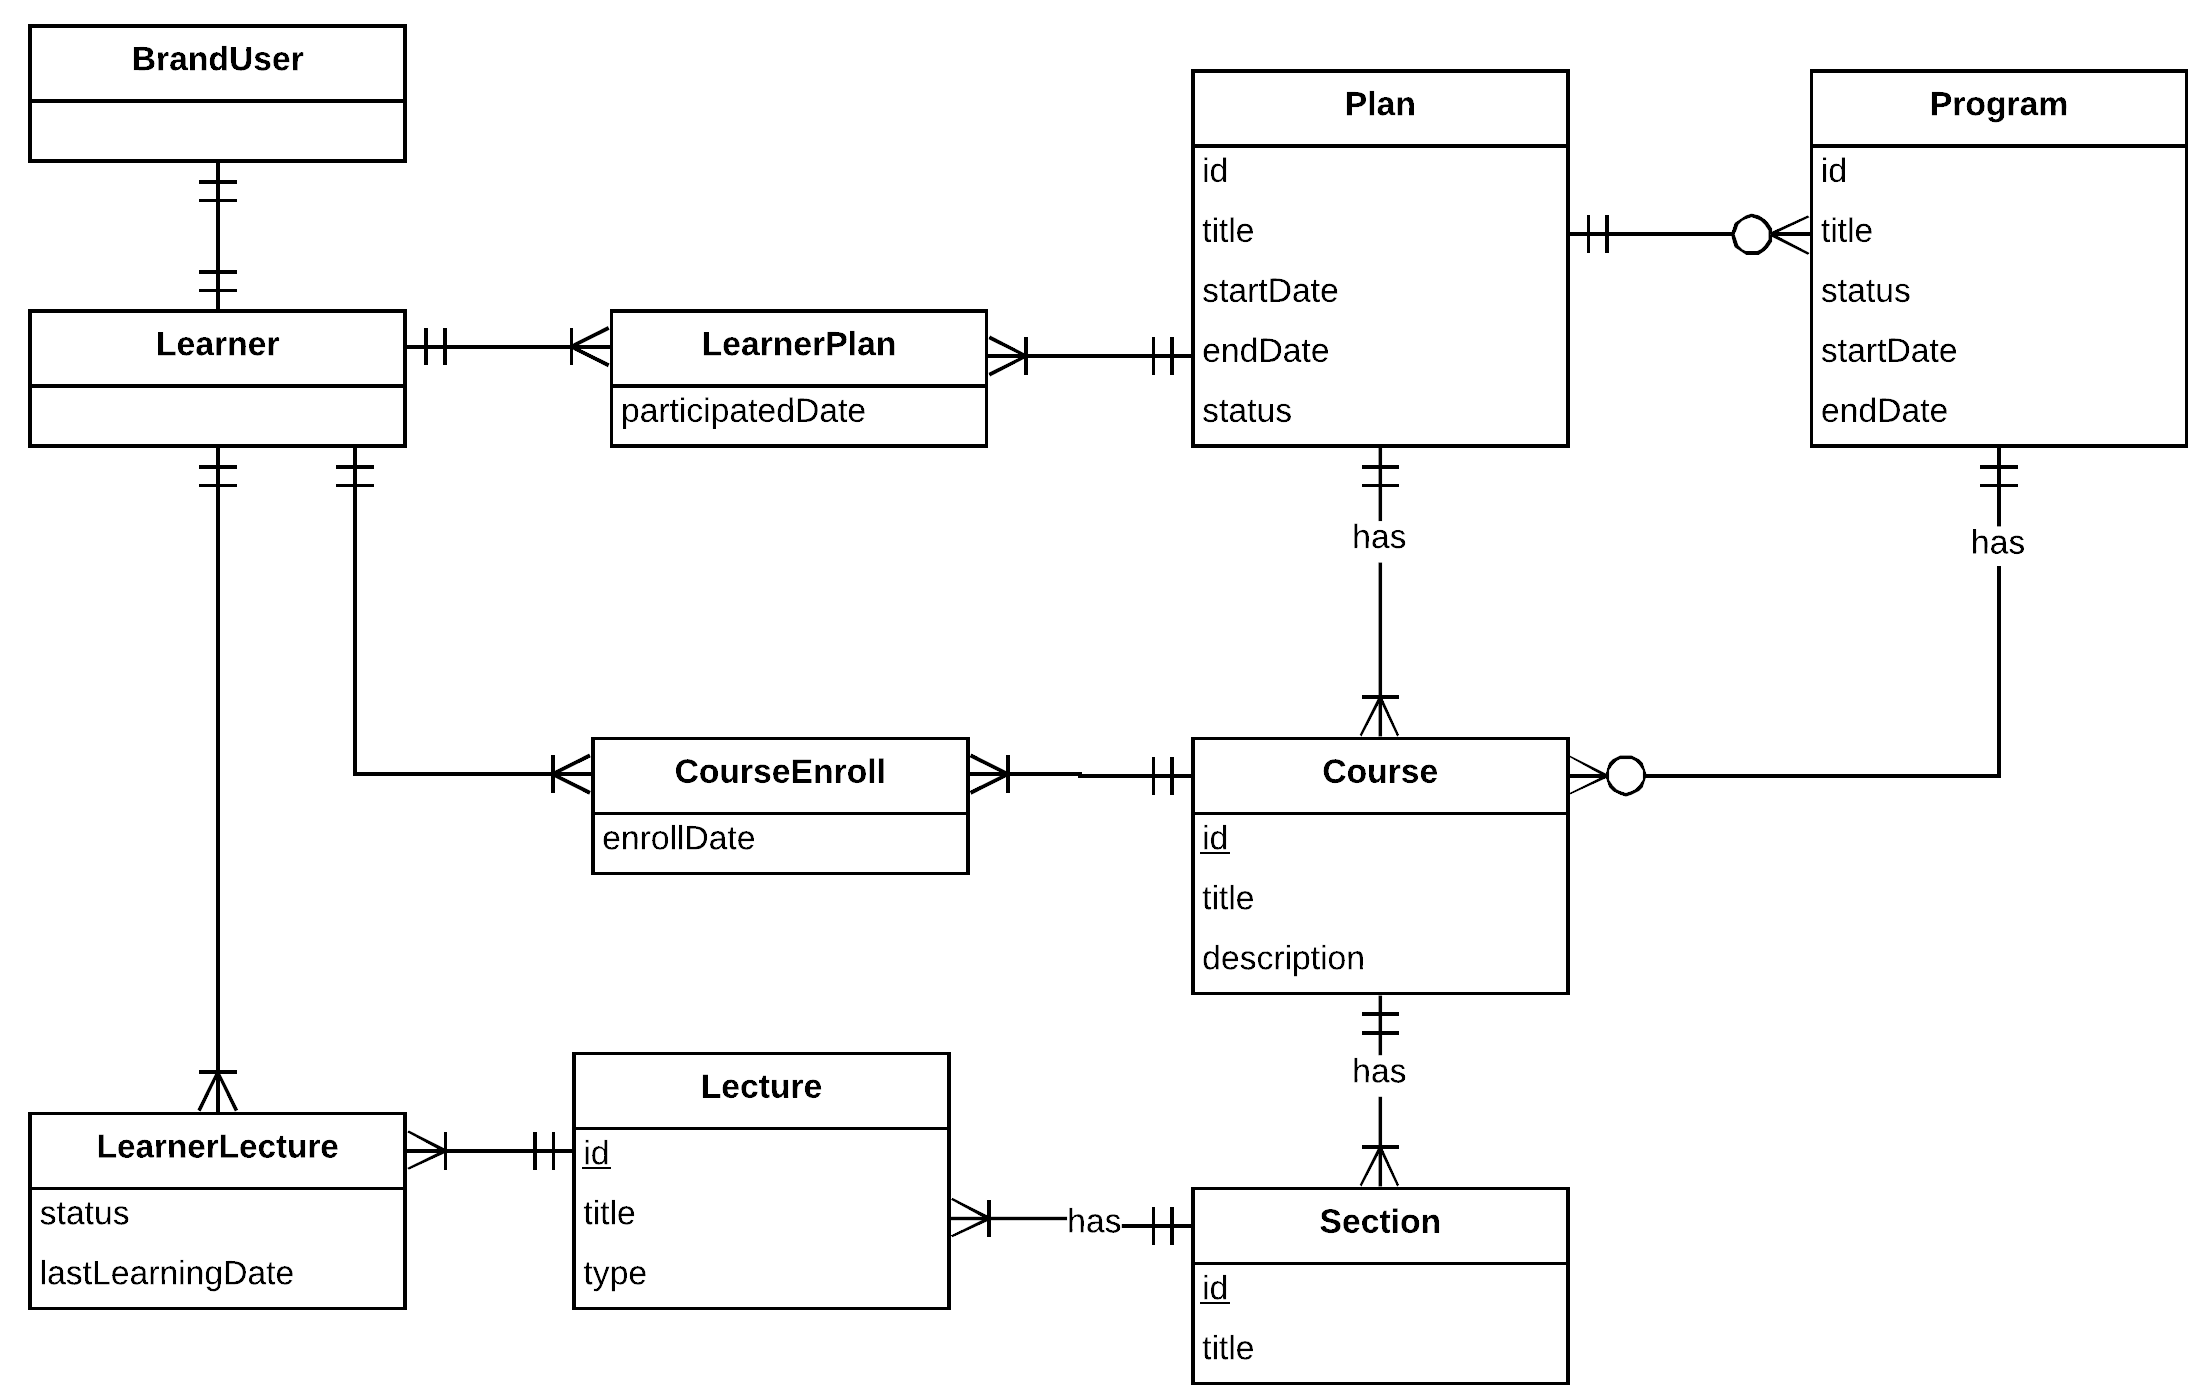 BrandUser
Learner
LearnerPlan
participatedDate
Plan
id
title
startDate
endDate
status
Program
id
title
status
startDate
endDate
has
has
CourseEnroll
enrollDate
Course
id
title
description
has
LearnerLecture
status
lastLearningDate
Lecture
id
title
type
has
Section
id
title